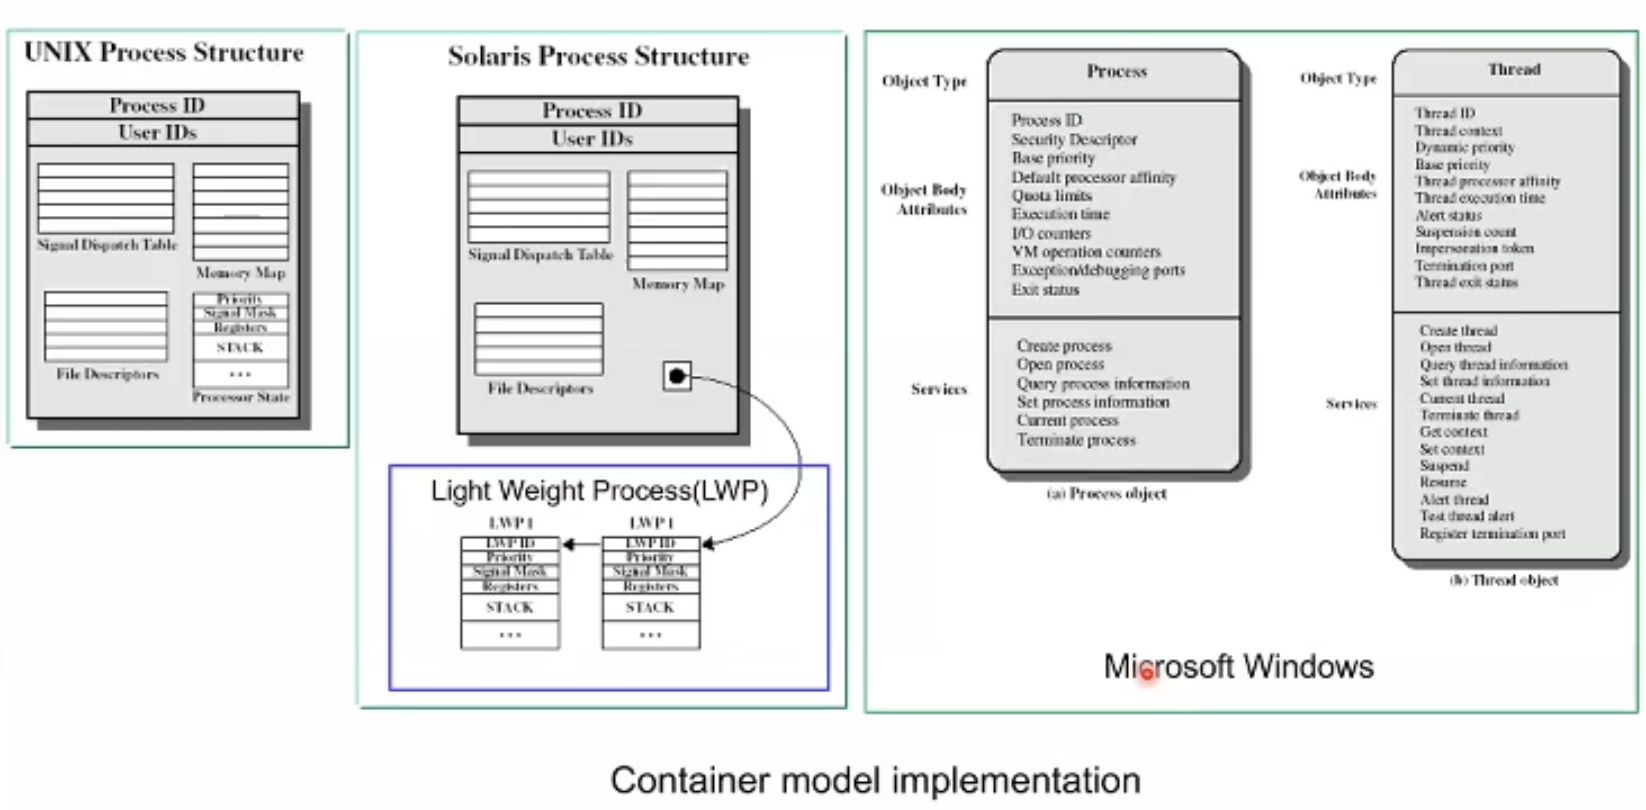 UNIX Process Structure
Process ID
User IDs
Signal Dispatch Table
Memory Map
File Descriptors
Priority
Signal Mask
Registers
STACK
• • •
Processor State
Solaris Process Structure
Process ID
User IDs
Signal Dispatch Table
Memory Map
File Descriptors
Light Weight Process(LWP)
LWP 1
LWP ID
Priority
Signal Mask
Registers
STACK
• • •
LWP 1
LWP ID
Priority
Signal Mask
Registers
STACK
• • •
Object Type
Process
Object Body
Attributes
Process ID
Security Descriptor
Base priority
Default processor affinity
Quota limits
Execution time
I/O counters
VM operation counters
Exception/debugging ports
Exit status
Services
Create process
Open process
Query process information
Set process information
Current process
Terminate process
(a) Process object
Object Type
Thread
Object Body
Attributes
Thread ID
Thread context
Dynamic priority
Base priority
Thread processor affinity
Thread execution time
Alert status
Suspension count
Impersonation token
Termination port
Thread exit status
Services
Create thread
Open thread
Query thread information
Set thread information
Current thread
Terminate thread
Get context
Set context
Suspend
Resume
Alert thread
Test thread alert
Register termination port
(b) Thread object
Microsoft Windows
Container model implementation